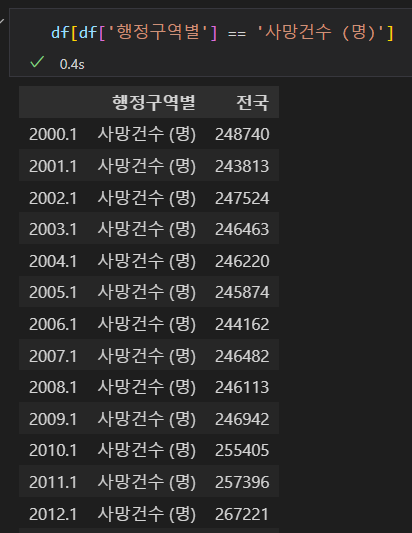 df[df['행정구역별'] == '사망건수 (명)']
0.4s
행정구역별 전국
2000.1 사망건수 (명) 248740
2001.1 사망건수 (명) 243813
2002.1 사망건수 (명) 247524
2003.1 사망건수 (명) 246463
2004.1 사망건수 (명) 246220
2005.1 사망건수 (명) 245874
2006.1 사망건수 (명) 244162
2007.1 사망건수 (명) 246482
2008.1 사망건수 (명) 246113
2009.1 사망건수 (명) 246942
2010.1 사망건수 (명) 255405
2011.1 사망건수 (명) 257396
2012.1 사망건수 (명) 267221